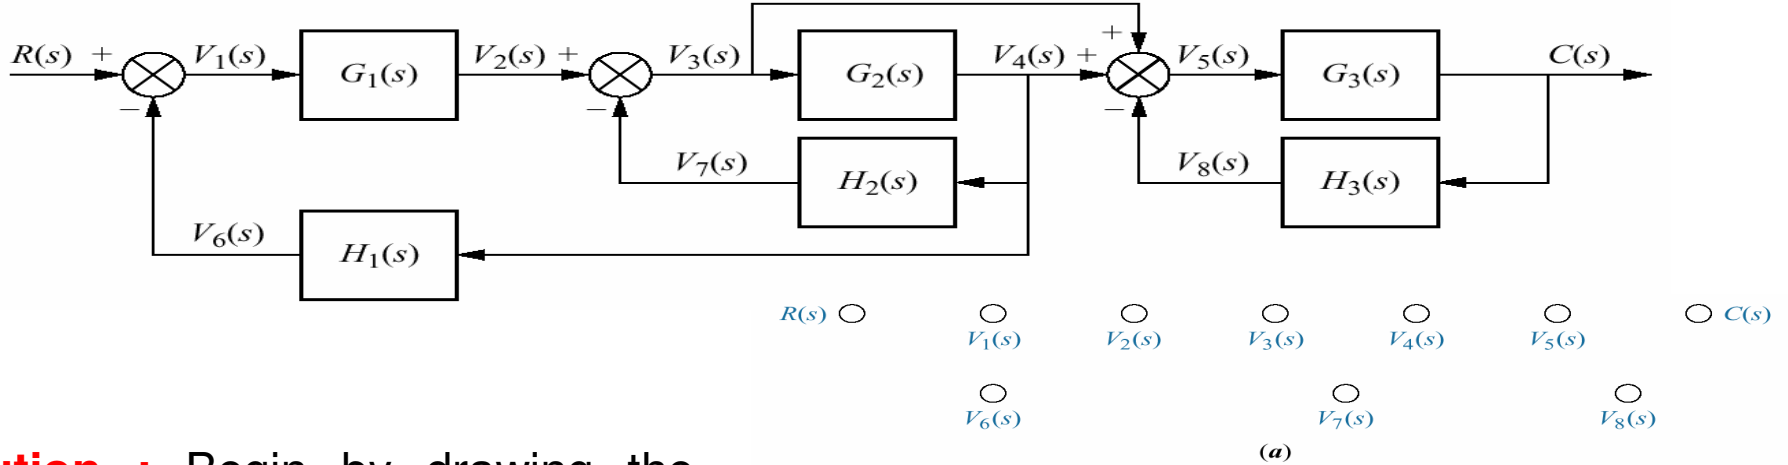 +
R(s) + V₁(s) G₁(s) V₂(s) + V₃(s) G₂(s) V₄(s) + V₅(s) G₃(s) C(s)
− − −
V₇(s) H₂(s) V₈(s) H₃(s)
V₆(s) H₁(s)
R(s) C(s)
V₁(s) V₂(s) V₃(s) V₄(s) V₅(s)
V₆(s) V₇(s) V₈(s)
(a)
: Begin by drawing the